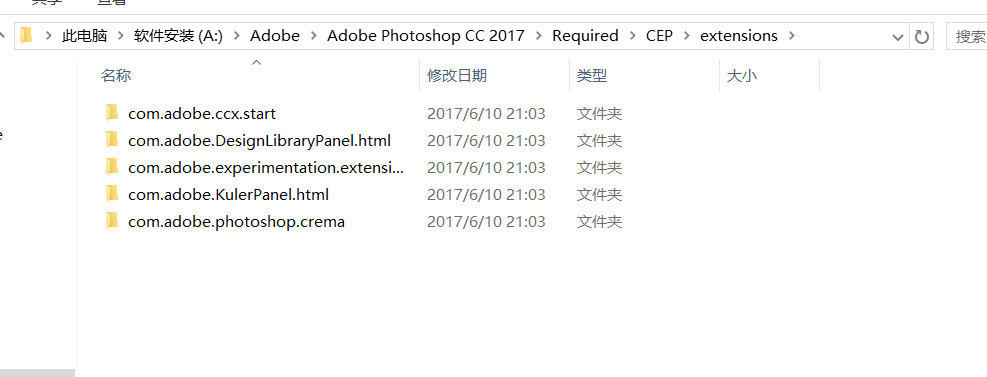 共享 查看
此电脑 > 软件安装 (A:) > Adobe > Adobe Photoshop CC 2017 > Required > CEP > extensions > 搜索
名称 修改日期 类型 大小
com.adobe.ccx.start 2017/6/10 21:03 文件夹
com.adobe.DesignLibraryPanel.html 2017/6/10 21:03 文件夹
com.adobe.experimentation.extensi... 2017/6/10 21:03 文件夹
com.adobe.KulerPanel.html 2017/6/10 21:03 文件夹
com.adobe.photoshop.crema 2017/6/10 21:03 文件夹